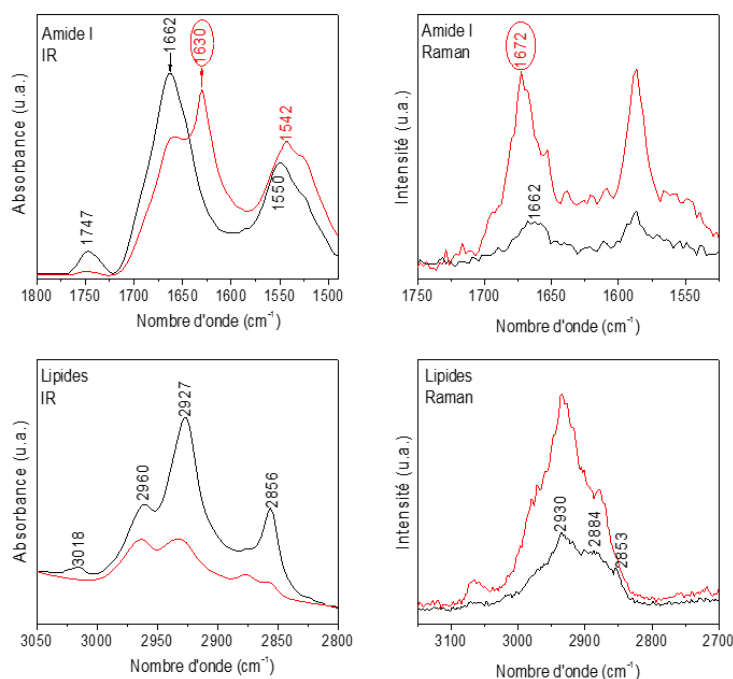 Amide I
IR
1662
1630
1747
1550
1542
Absorbance (u.a.)
1800 1750 1700 1650 1600 1550 1500
Nombre d'onde (cm⁻¹)
Amide I
Raman
1672
1662
Intensité (u.a.)
1750 1700 1650 1600 1550
Nombre d'onde (cm⁻¹)
Lipides
IR
3018
2960
2927
2856
Absorbance (u.a.)
3050 3000 2950 2900 2850 2800
Nombre d'onde (cm⁻¹)
Lipides
Raman
2930
2884
2853
Intensité (u.a.)
3100 3000 2900 2800 2700
Nombre d'onde (cm⁻¹)